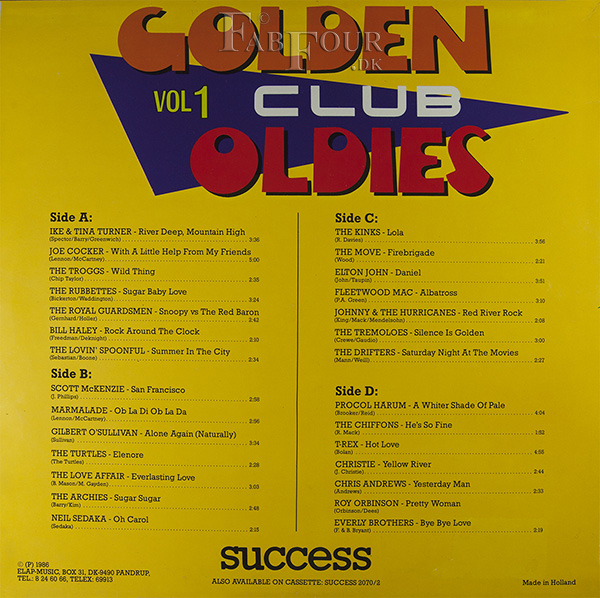 GOLDEN
© FAB FOUR .DK
VOL 1 CLUB
OLDIES
Side A:
IKE & TINA TURNER - River Deep, Mountain High
(Spector/Barry/Greenwich) 3:36
JOE COCKER - With A Little Help From My Friends
(Lennon/McCartney) 5:00
THE TROGGS - Wild Thing
(Chip Taylor) 2:35
THE RUBBETTES - Sugar Baby Love
(Bickerton/Waddington) 3:24
THE ROYAL GUARDSMEN - Snoopy vs The Red Baron
(Gernhard/Holler) 2:42
BILL HALEY - Rock Around The Clock
(Freedman/Deknight) 2:10
THE LOVIN' SPOONFUL - Summer In The City
(Sebastian/Boone) 2:34
Side B:
SCOTT McKENZIE - San Francisco
(J. Phillips) 2:58
MARMALADE - Ob La Di Ob La Da
(Lennon/McCartney) 2:56
GILBERT O'SULLIVAN - Alone Again (Naturally)
(Sullivan) 3:34
THE TURTLES - Elenore
(The Turtles) 2:28
THE LOVE AFFAIR - Everlasting Love
(B. Mason/M. Gayden) 3:03
THE ARCHIES - Sugar Sugar
(Barry/Kim) 2:48
NEIL SEDAKA - Oh Carol
(Sedaka) 2:15
Side C:
THE KINKS - Lola
(R. Davies) 3:56
THE MOVE - Firebrigade
(Wood) 2:21
ELTON JOHN - Daniel
(John/Taupin) 3:51
FLEETWOOD MAC - Albatross
(P.A. Green) 3:10
JOHNNY & THE HURRICANES - Red River Rock
(King/Mack/Mendelsohn) 2:08
THE TREMOLOES - Silence Is Golden
(Crewe/Gaudio) 3:00
THE DRIFTERS - Saturday Night At The Movies
(Mann/Weill) 2:27
Side D:
PROCOL HARUM - A Whiter Shade Of Pale
(Brooker/Reid) 4:04
THE CHIFFONS - He's So Fine
(R. Mack) 1:52
T-REX - Hot Love
(Bolan) 4:55
CHRISTIE - Yellow River
(J. Christie) 2:44
CHRIS ANDREWS - Yesterday Man
(Andrews) 2:33
ROY ORBINSON - Pretty Woman
(Orbinson/Dees)
EVERLY BROTHERS - Bye Bye Love
(F. & B. Bryant) 2:19
success
© (P) 1986
ELAP-MUSIC, BOX 31, DK-9490 PANDRUP,
TEL: 8 24 60 66, TELEX: 69913
ALSO AVAILABLE ON CASSETTE: SUCCESS 2070/2
Made in Holland